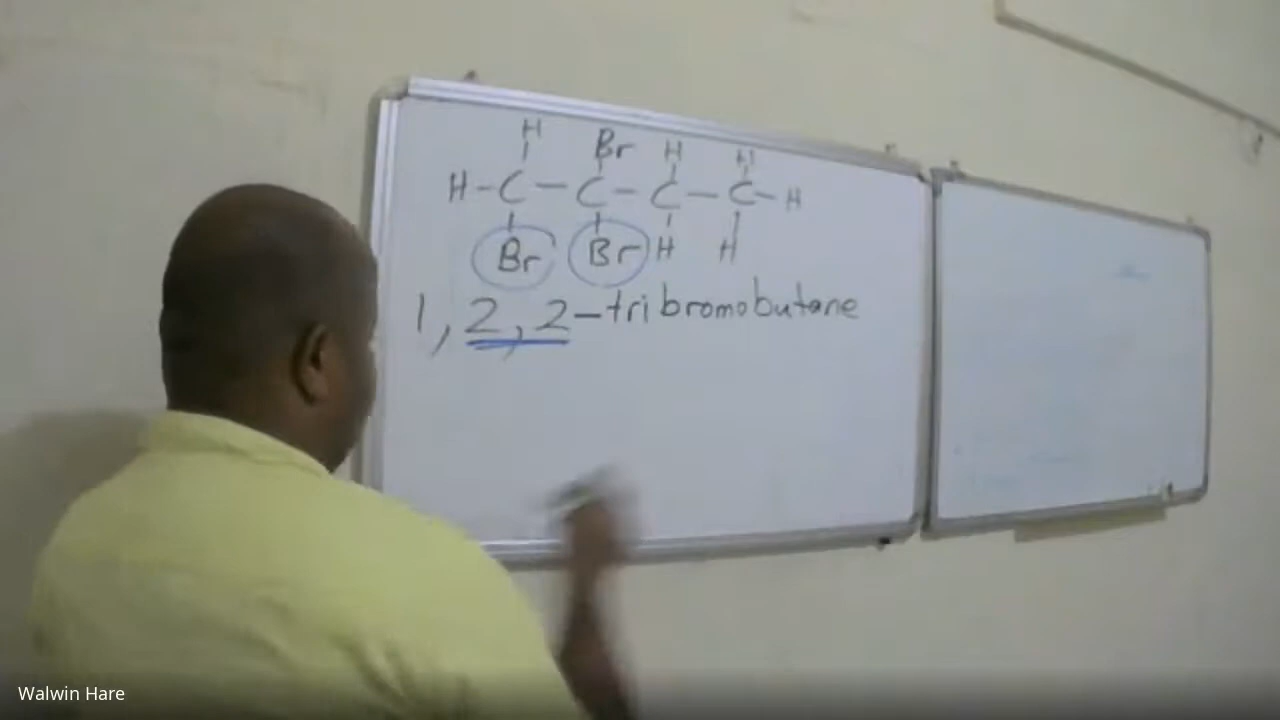 H Br H H
H-C-C-C-C-H
Br Br H H
1, 2, 2-tribromobutane
Walwin Hare